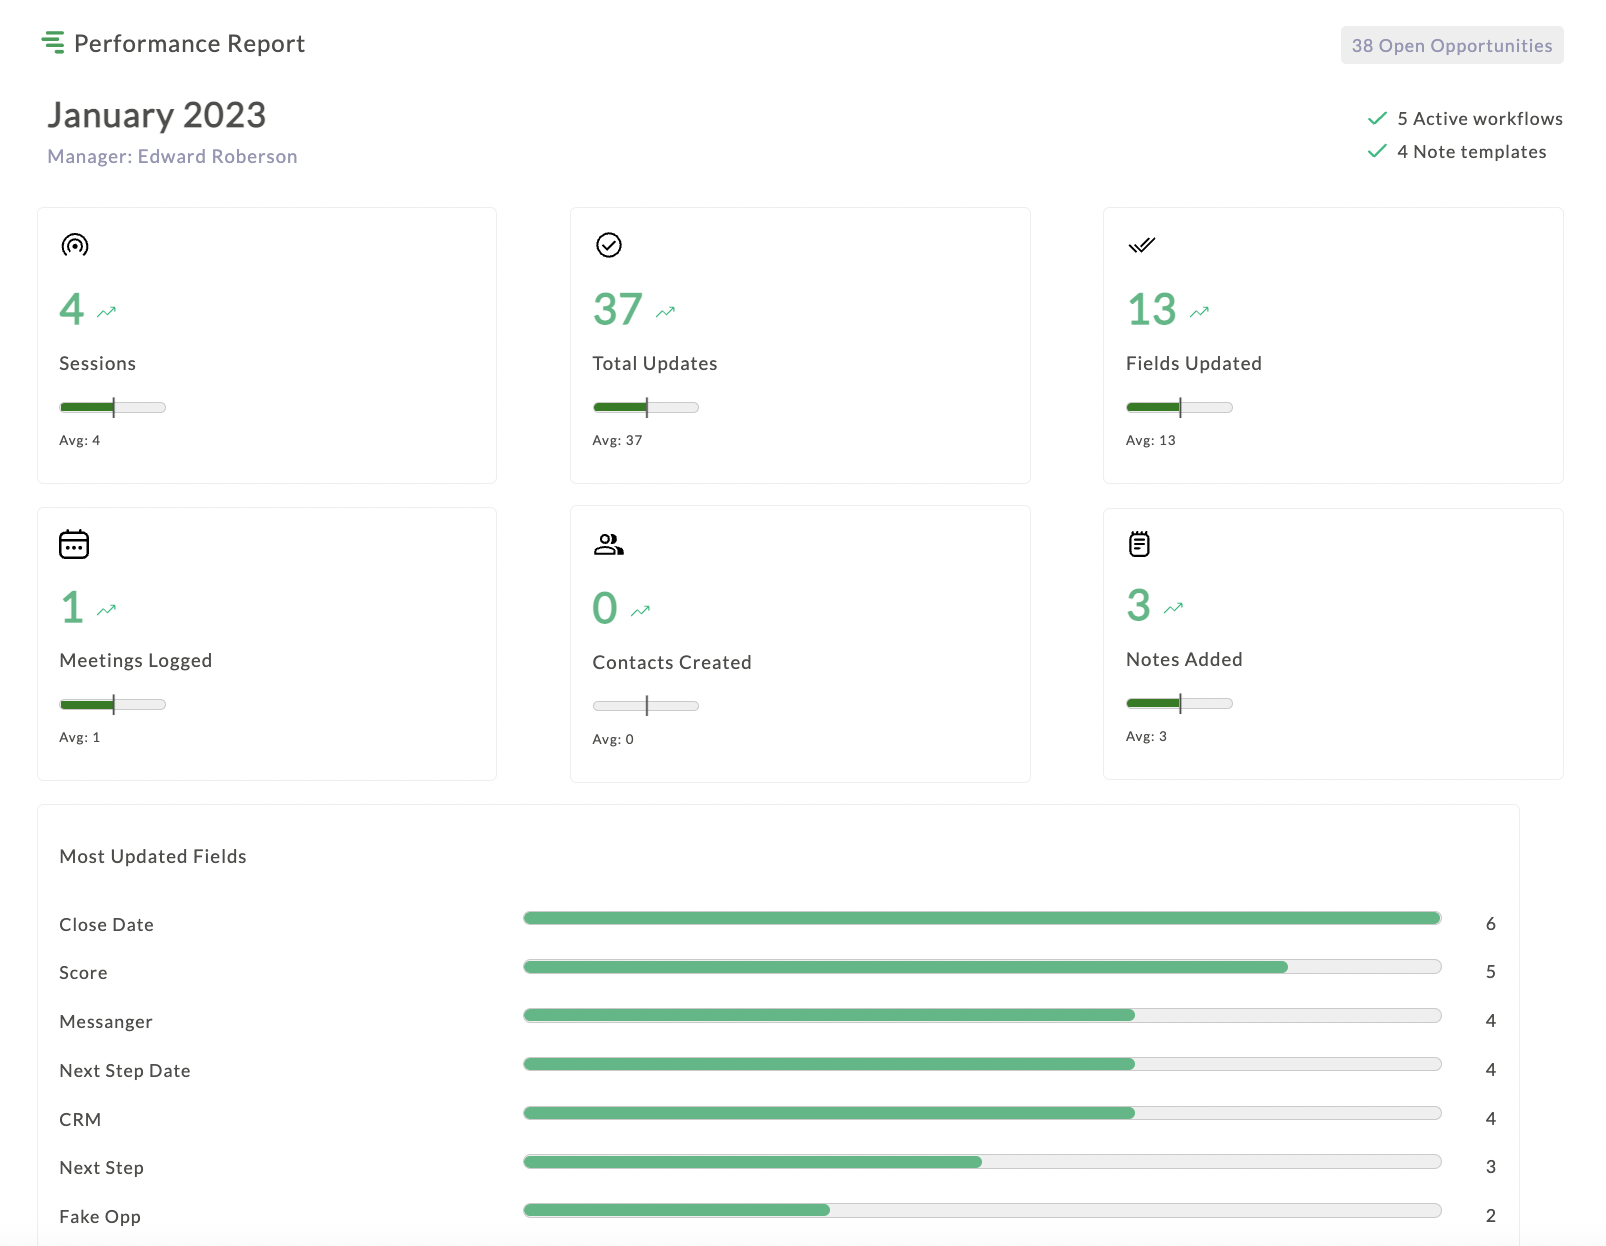 Performance Report
38 Open Opportunities
January 2023
Manager: Edward Roberson
5 Active workflows
4 Note templates
4
Sessions
Avg: 4
37
Total Updates
Avg: 37
13
Fields Updated
Avg: 13
1
Meetings Logged
Avg: 1
0
Contacts Created
Avg: 0
3
Notes Added
Avg: 3
Most Updated Fields
Close Date 6
Score 5
Messanger 4
Next Step Date 4
CRM 4
Next Step 3
Fake Opp 2